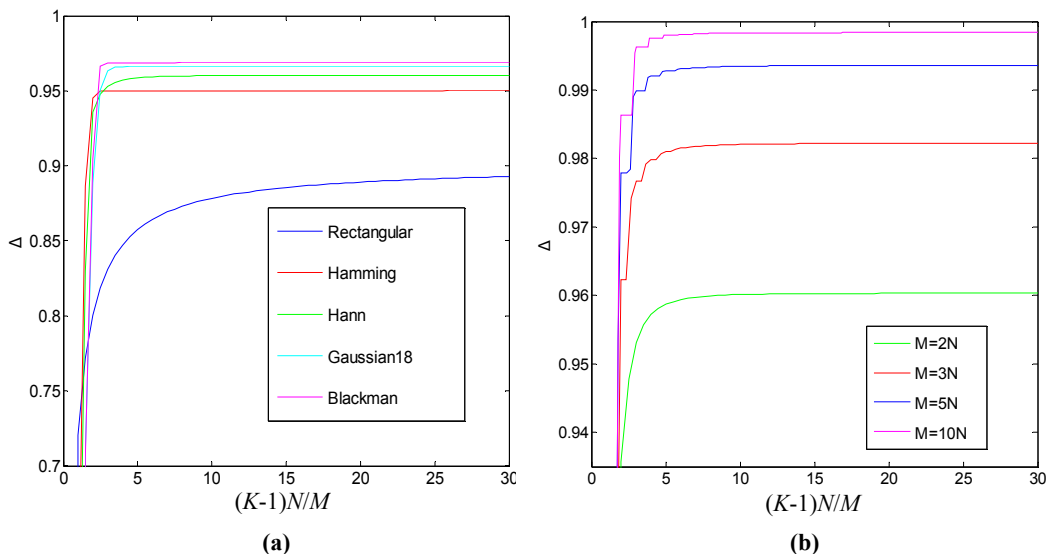 1
0.95
0.9
0.85
0.8
0.75
0.7
Δ
0 5 10 15 20 25 30
(K-1)N/M
Rectangular
Hamming
Hann
Gaussian18
Blackman
(a)
1
0.99
0.98
0.97
0.96
0.95
0.94
Δ
0 5 10 15 20 25 30
(K-1)N/M
M=2N
M=3N
M=5N
M=10N
(b)